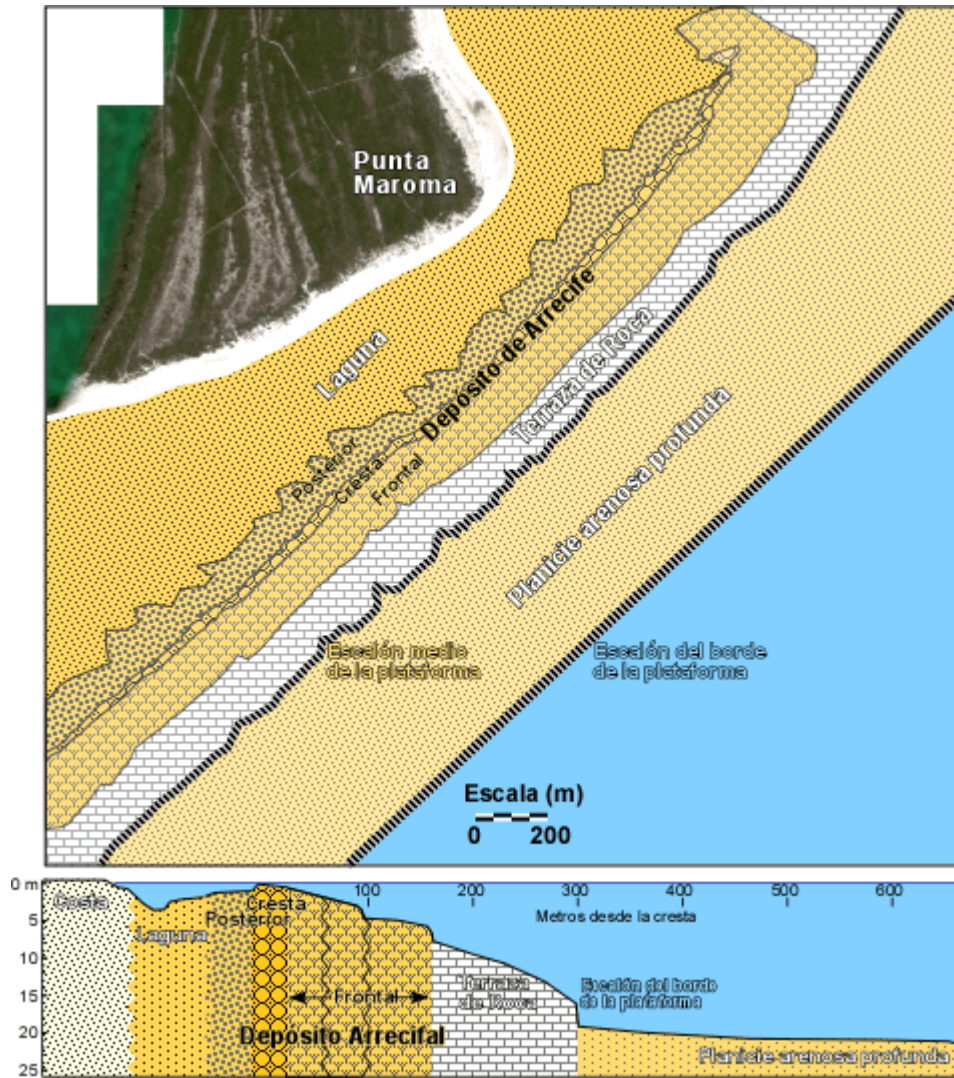 Punta
Maroma
Laguna
Depósito de Arrecife
Terraza de Roca
Posterior
Cresta
Frontal
Planicie arenosa profunda
Escalón medio
de la plataforma
Escalón del borde
de la plataforma
Escala (m)
0 200
0 m
100 200 300 400 500 600
Metros desde la cresta
Costa
Laguna
Posterior
Cresta
5
10
15
20
25
Frontal
Terraza
de Roca
Escalón del borde
de la plataforma
Depósito Arrecifal
Planicie arenosa profunda